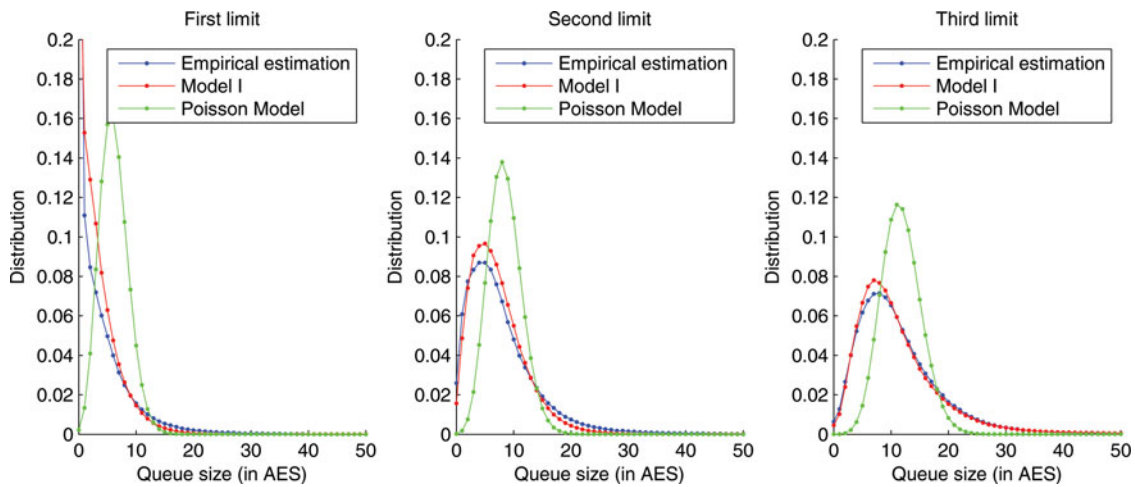 First limit
0.2
0.18
0.16
0.14
0.12
0.1
0.08
0.06
0.04
0.02
0
Distribution
Empirical estimation
Model I
Poisson Model
0 10 20 30 40 50
Queue size (in AES)
Second limit
0.2
0.18
0.16
0.14
0.12
0.1
0.08
0.06
0.04
0.02
0
Distribution
Empirical estimation
Model I
Poisson Model
0 10 20 30 40 50
Queue size (in AES)
Third limit
0.2
0.18
0.16
0.14
0.12
0.1
0.08
0.06
0.04
0.02
0
Distribution
Empirical estimation
Model I
Poisson Model
0 10 20 30 40 50
Queue size (in AES)